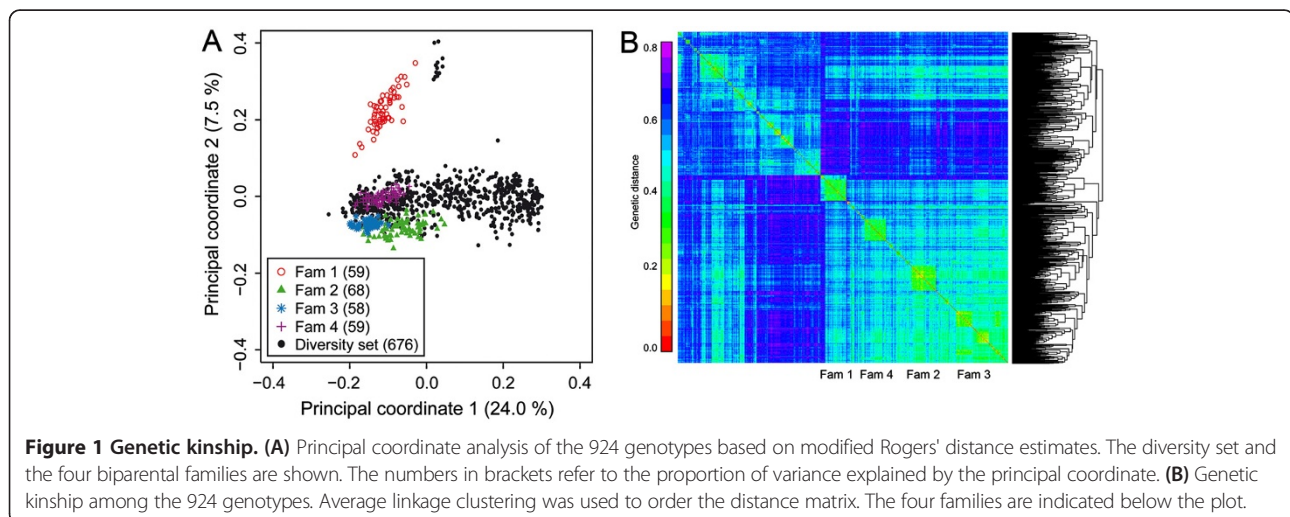 A
0.4
0.2
0.0
−0.2
−0.4
Principal coordinate 2 (7.5 %)
Fam 1 (59)
Fam 2 (68)
Fam 3 (58)
Fam 4 (59)
Diversity set (676)
−0.4 −0.2 0.0 0.2 0.4
Principal coordinate 1 (24.0 %)
B
0.8
0.6
0.4
0.2
0.0
Genetic distance
Fam 1 Fam 4 Fam 2 Fam 3
Figure 1 Genetic kinship. (A) Principal coordinate analysis of the 924 genotypes based on modified Rogers' distance estimates. The diversity set and
the four biparental families are shown. The numbers in brackets refer to the proportion of variance explained by the principal coordinate. (B) Genetic
kinship among the 924 genotypes. Average linkage clustering was used to order the distance matrix. The four families are indicated below the plot.